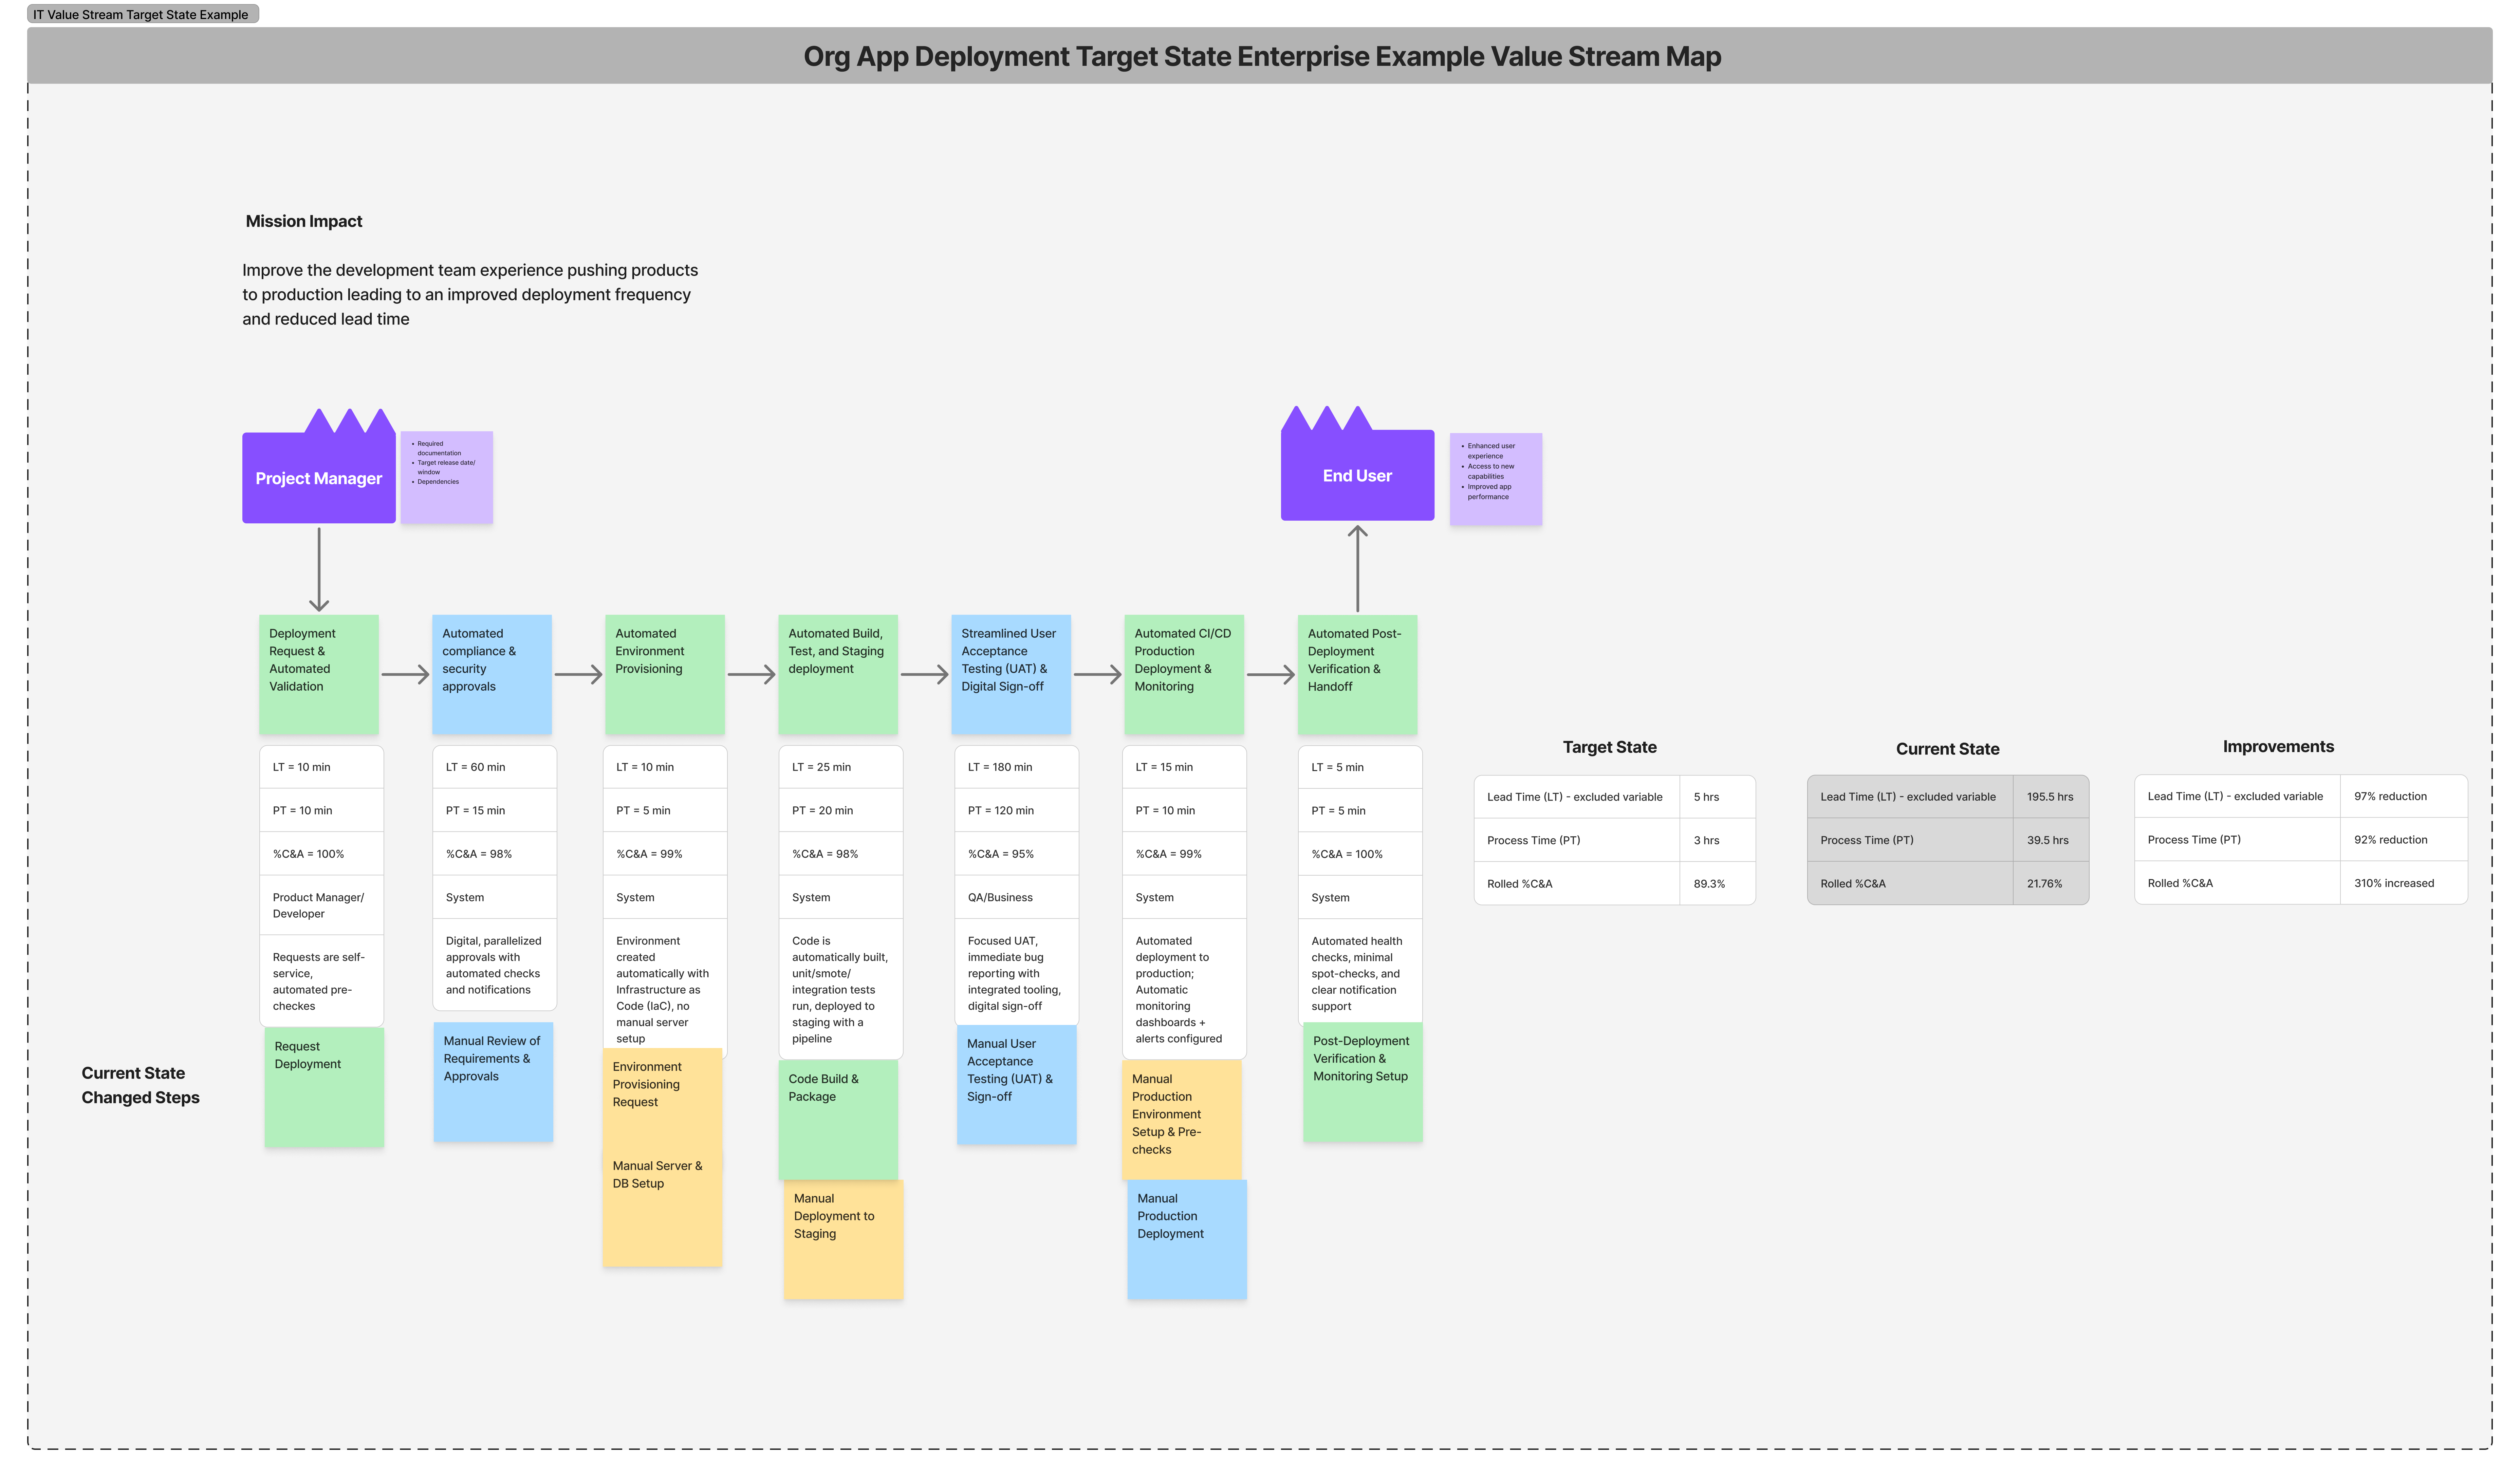 IT Value Stream Target State Example
Org App Deployment Target State Enterprise Example Value Stream Map
Mission Impact
Improve the development team experience pushing products
to production leading to an improved deployment frequency
and reduced lead time
Project Manager
• Required
documentation
• Target release date/
window
• Dependencies
End User
• Enhanced user
experience
• Access to new
capabilities
• Improved app
performance
Deployment
Request &
Automated
Validation
Automated
compliance &
security
approvals
Automated
Environment
Provisioning
Automated Build,
Test, and Staging
deployment
Streamlined User
Acceptance
Testing (UAT) &
Digital Sign-off
Automated CI/CD
Production
Deployment &
Monitoring
Automated Post-
Deployment
Verification &
Handoff
LT = 10 min
PT = 10 min
%C&A = 100%
Product Manager/
Developer
Requests are self-
service,
automated pre-
checkes
LT = 60 min
PT = 15 min
%C&A = 98%
System
Digital, parallelized
approvals with
automated checks
and notifications
LT = 10 min
PT = 5 min
%C&A = 99%
System
Environment
created
automatically with
Infrastructure as
Code (IaC), no
manual server
setup
LT = 25 min
PT = 20 min
%C&A = 98%
System
Code is
automatically built,
unit/smote/
integration tests
run, deployed to
staging with a
pipeline
LT = 180 min
PT = 120 min
%C&A = 95%
QA/Business
Focused UAT,
immediate bug
reporting with
integrated tooling,
digital sign-off
LT = 15 min
PT = 10 min
%C&A = 99%
System
Automated
deployment to
production;
Automatic
monitoring
dashboards +
alerts configured
LT = 5 min
PT = 5 min
%C&A = 100%
System
Automated health
checks, minimal
spot-checks, and
clear notification
support
Target State
Lead Time (LT) - excluded variable 5 hrs
Process Time (PT) 3 hrs
Rolled %C&A 89.3%
Current State
Lead Time (LT) - excluded variable 195.5 hrs
Process Time (PT) 39.5 hrs
Rolled %C&A 21.76%
Improvements
Lead Time (LT) - excluded variable 97% reduction
Process Time (PT) 92% reduction
Rolled %C&A 310% increased
Current State
Changed Steps
Request
Deployment
Manual Review of
Requirements &
Approvals
Environment
Provisioning
Request
Manual Server &
DB Setup
Code Build &
Package
Manual
Deployment to
Staging
Manual User
Acceptance
Testing (UAT) &
Sign-off
Manual
Production
Environment
Setup & Pre-
checks
Manual
Production
Deployment
Post-Deployment
Verification &
Monitoring Setup